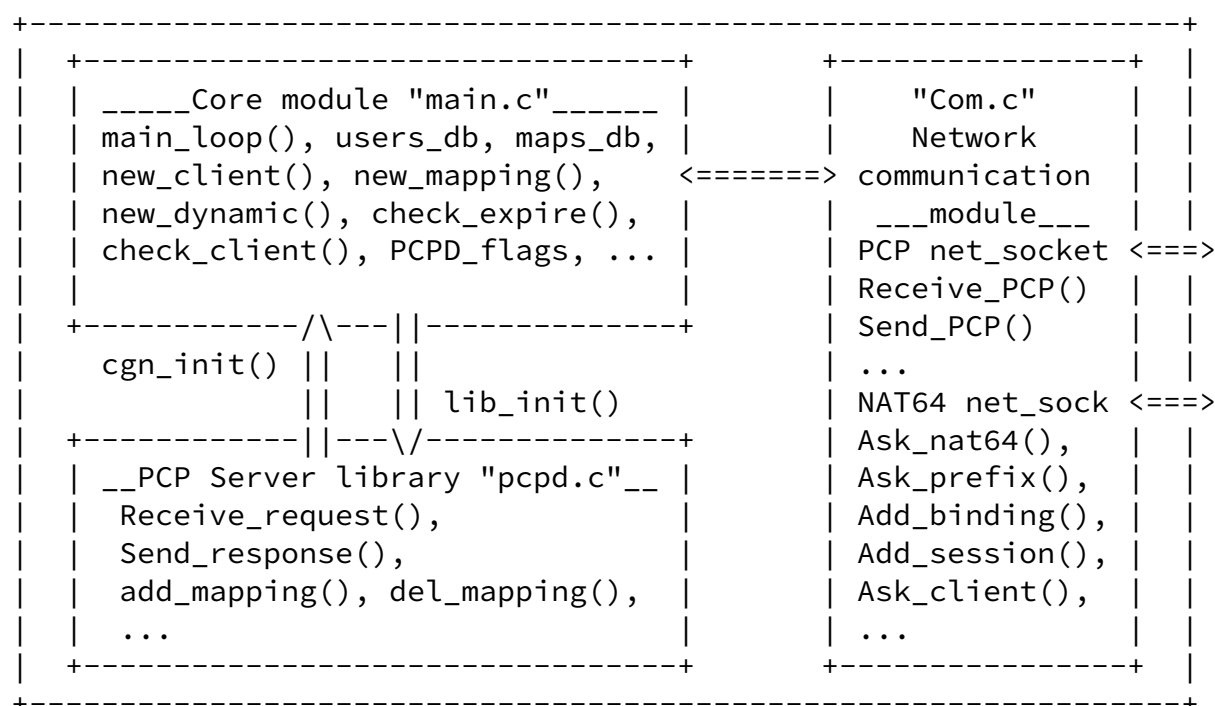 +----------------------------------------------------------------+
|  +---------------------------------+       +----------------+  |
|  | _____Core module "main.c"______ |       |    "Com.c"     |  |
|  | main_loop(), users_db, maps_db, |       |    Network     |  |
|  | new_client(), new_mapping(),    <=======> communication  |  |
|  | new_dynamic(), check_expire(),  |       |  ___module___  |  |
|  | check_client(), PCPD_flags, ... |       | PCP net_socket <===>
|  |                                 |       | Receive_PCP()  |  |
|  +------------/\---||--------------+       | Send_PCP()     |  |
|    cgn_init() ||   ||                      | ...            |  |
|               ||   || lib_init()           | NAT64 net_sock <===>
|  +------------||---\/--------------+       | Ask_nat64(),   |  |
|  | __PCP Server library "pcpd.c"__ |       | Ask_prefix(),  |  |
|  |  Receive_request(),             |       | Add_binding(), |  |
|  |  Send_response(),               |       | Add_session(), |  |
|  |  add_mapping(), del_mapping(),  |       | Ask_client(),  |  |
|  |  ...                            |       | ...            |  |
|  +---------------------------------+       +----------------+  |
+----------------------------------------------------------------+